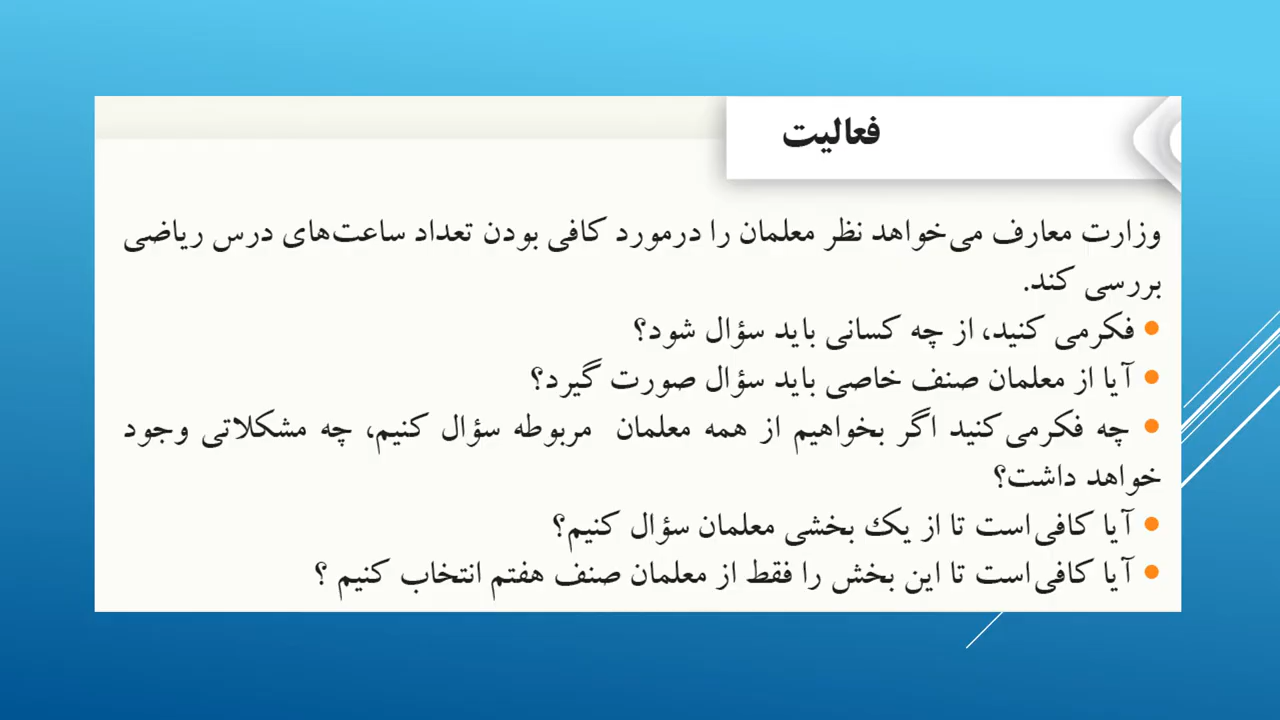 فعالیت
وزارت معارف می‌خواهد نظر معلمان را درمورد کافی بودن تعداد ساعت‌های درس ریاضی
بررسی کند.
• فکرمی کنید، از چه کسانی باید سؤال شود؟
• آیا از معلمان صنف خاصی باید سؤال صورت گیرد؟
• چه فکرمی‌کنید اگر بخواهیم از همه معلمان مربوطه سؤال کنیم، چه مشکلاتی وجود
خواهد داشت؟
• آیا کافی‌است تا از یک بخشی معلمان سؤال کنیم؟
• آیا کافی‌است تا این بخش را فقط از معلمان صنف هفتم انتخاب کنیم ؟